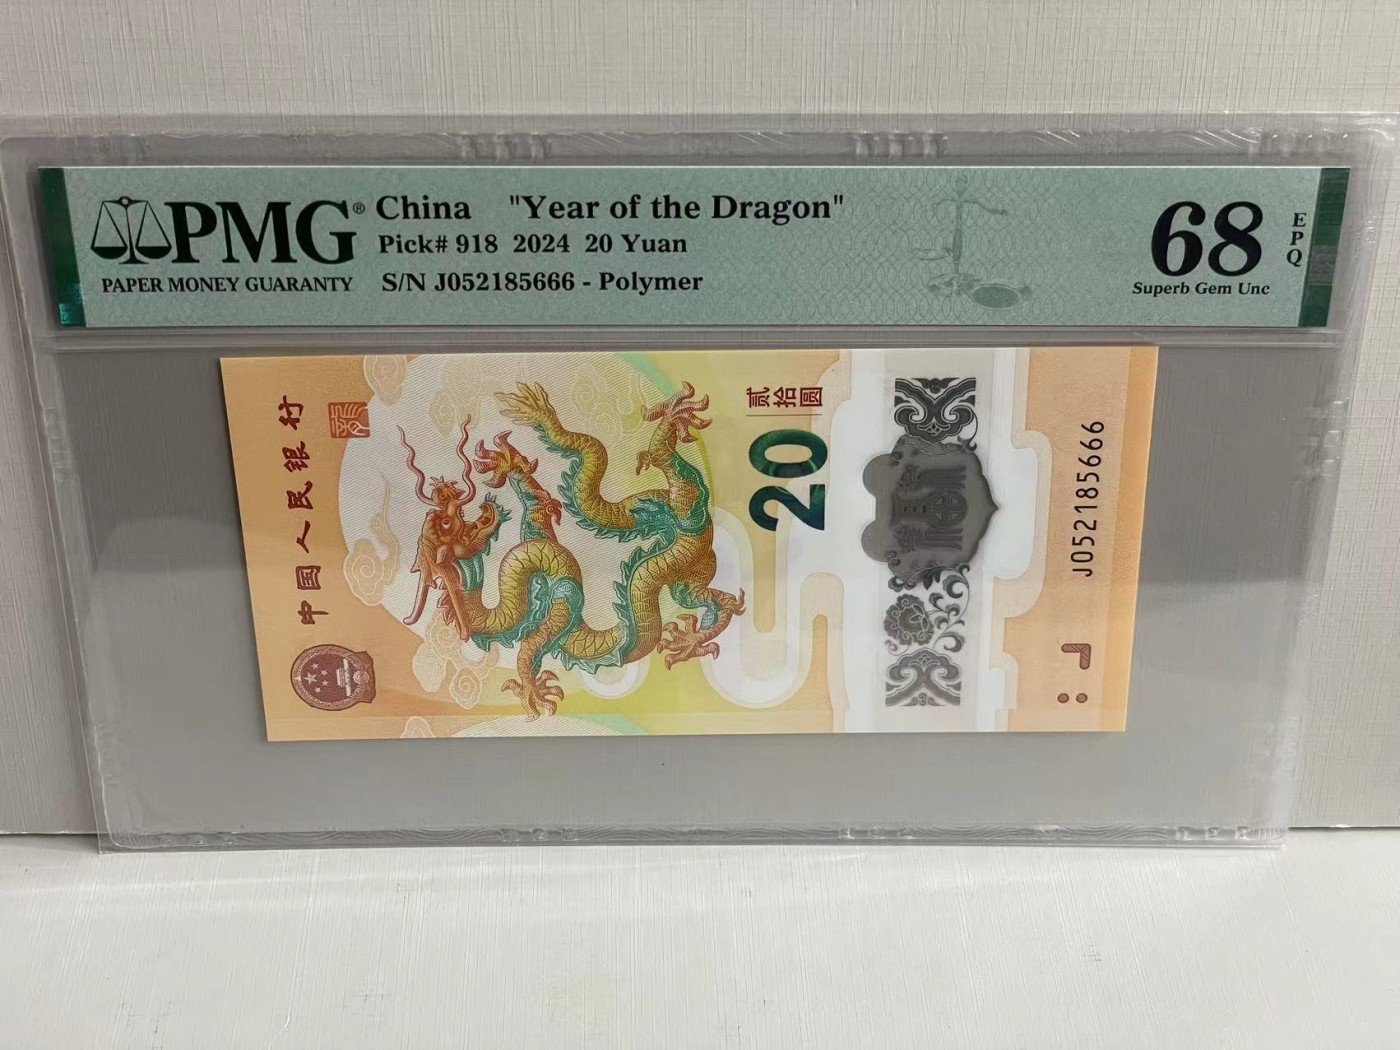 PMG®
PAPER MONEY GUARANTY
China "Year of the Dragon"
Pick# 918 2024 20 Yuan
S/N J052185666 - Polymer
68
EPQ
Superb Gem Unc
中国人民银行
贰拾圆
20
J052185666